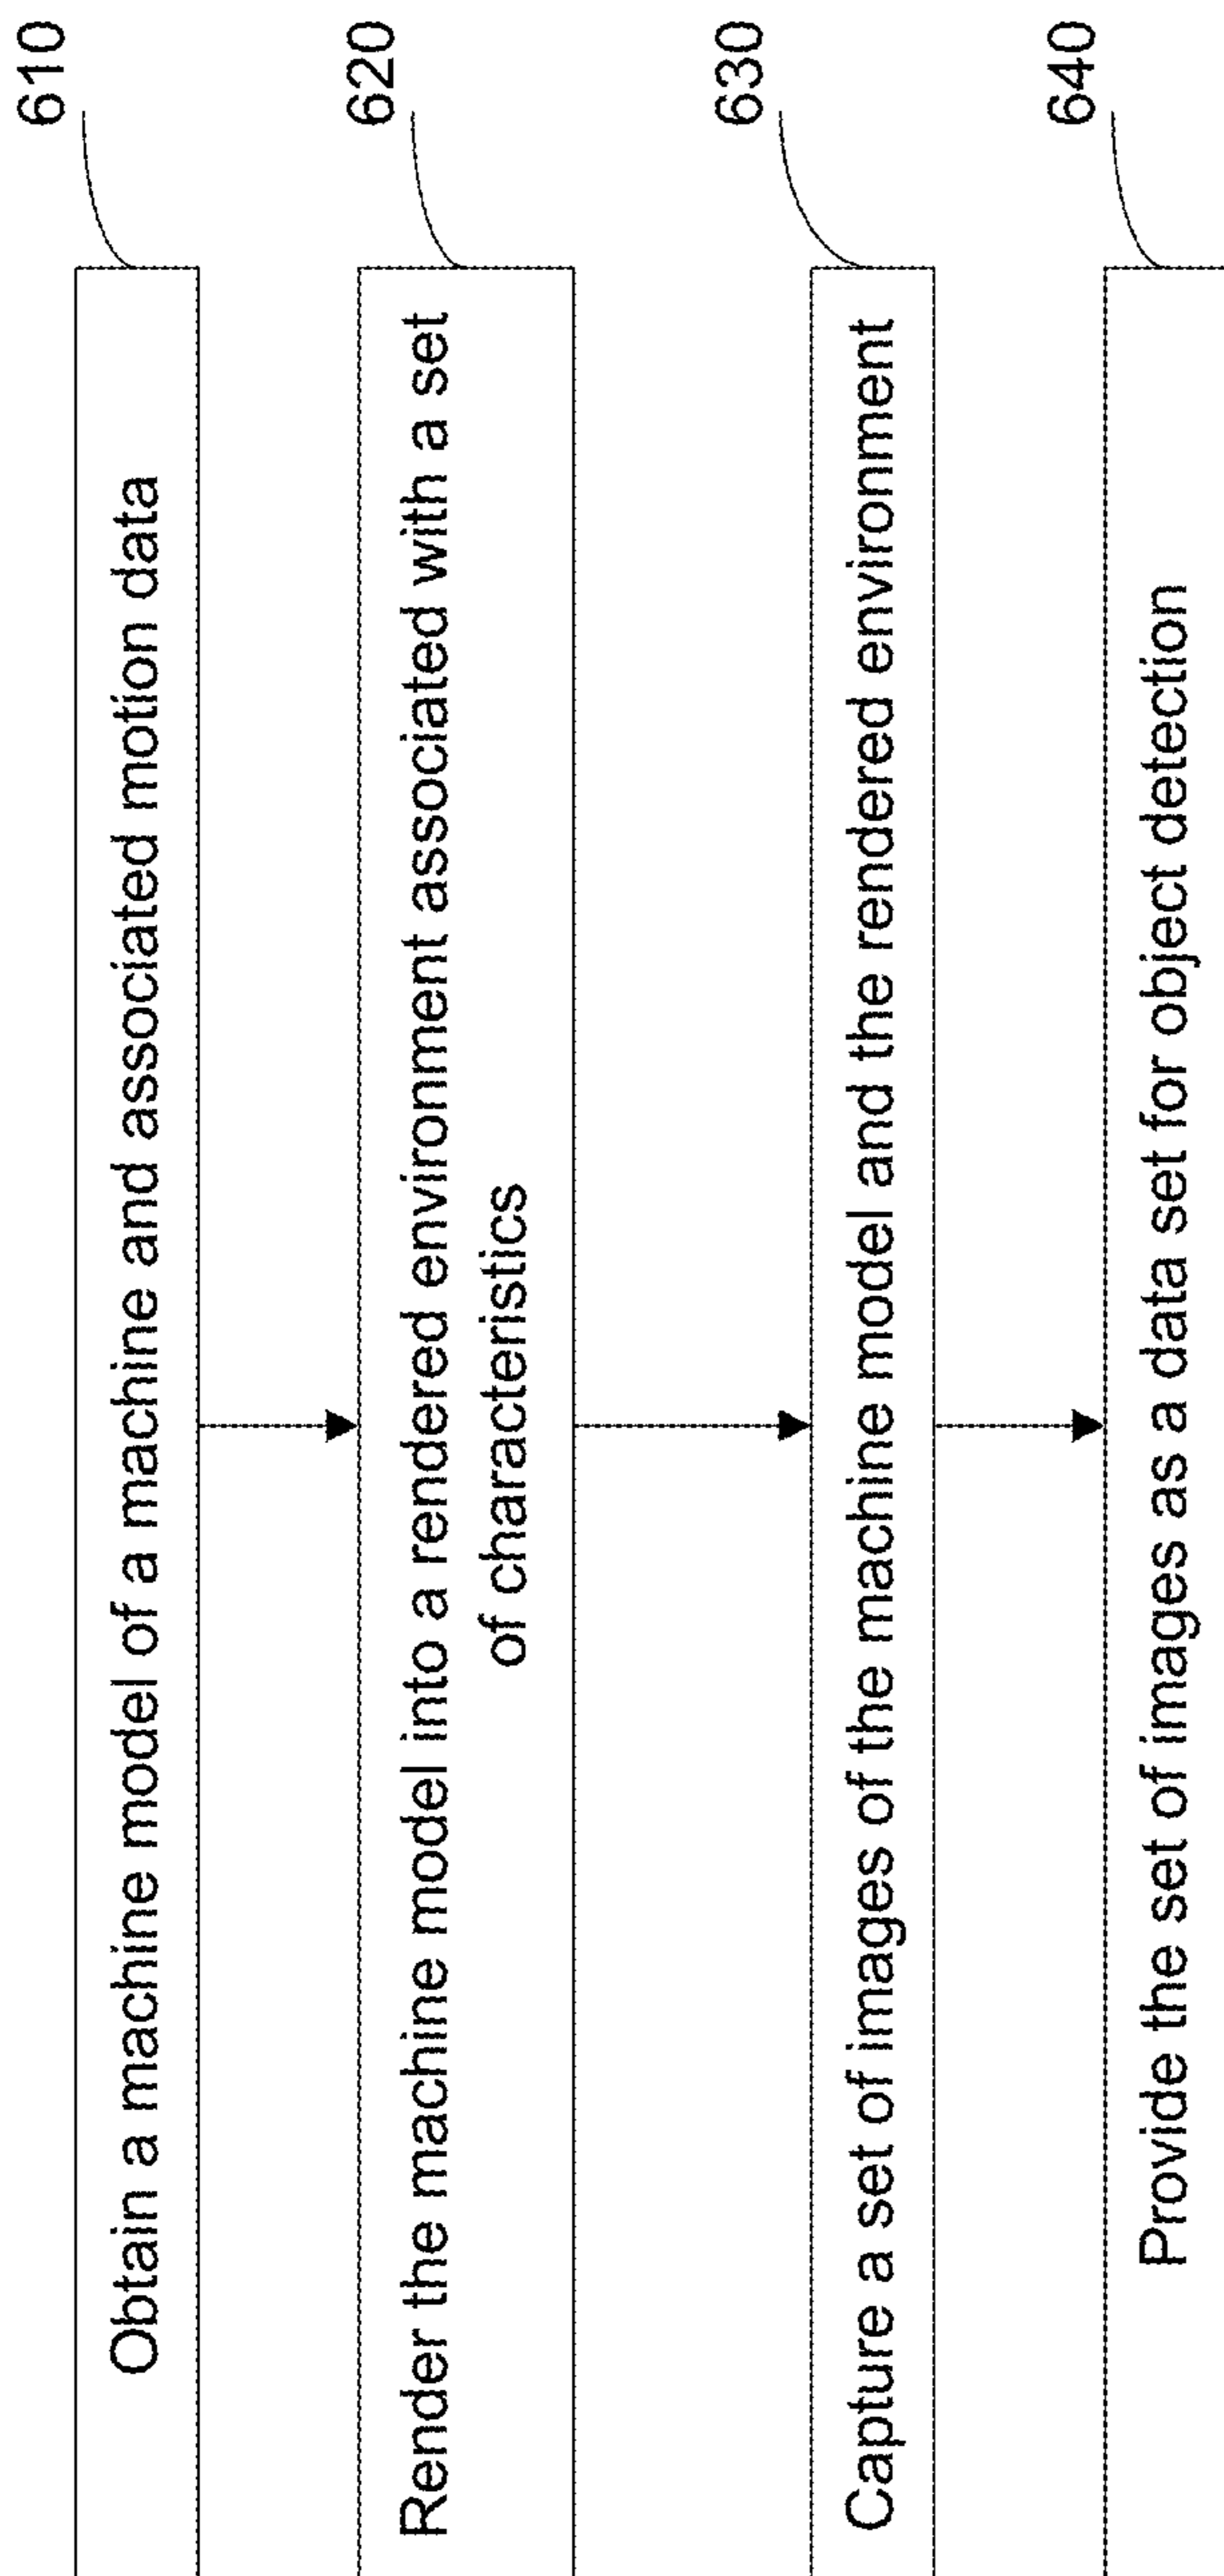 610
Obtain a machine model of a machine and associated motion data
620
Render the machine model into a rendered environment associated with a set
of characteristics
630
Capture a set of images of the machine model and the rendered environment
640
Provide the set of images as a data set for object detection